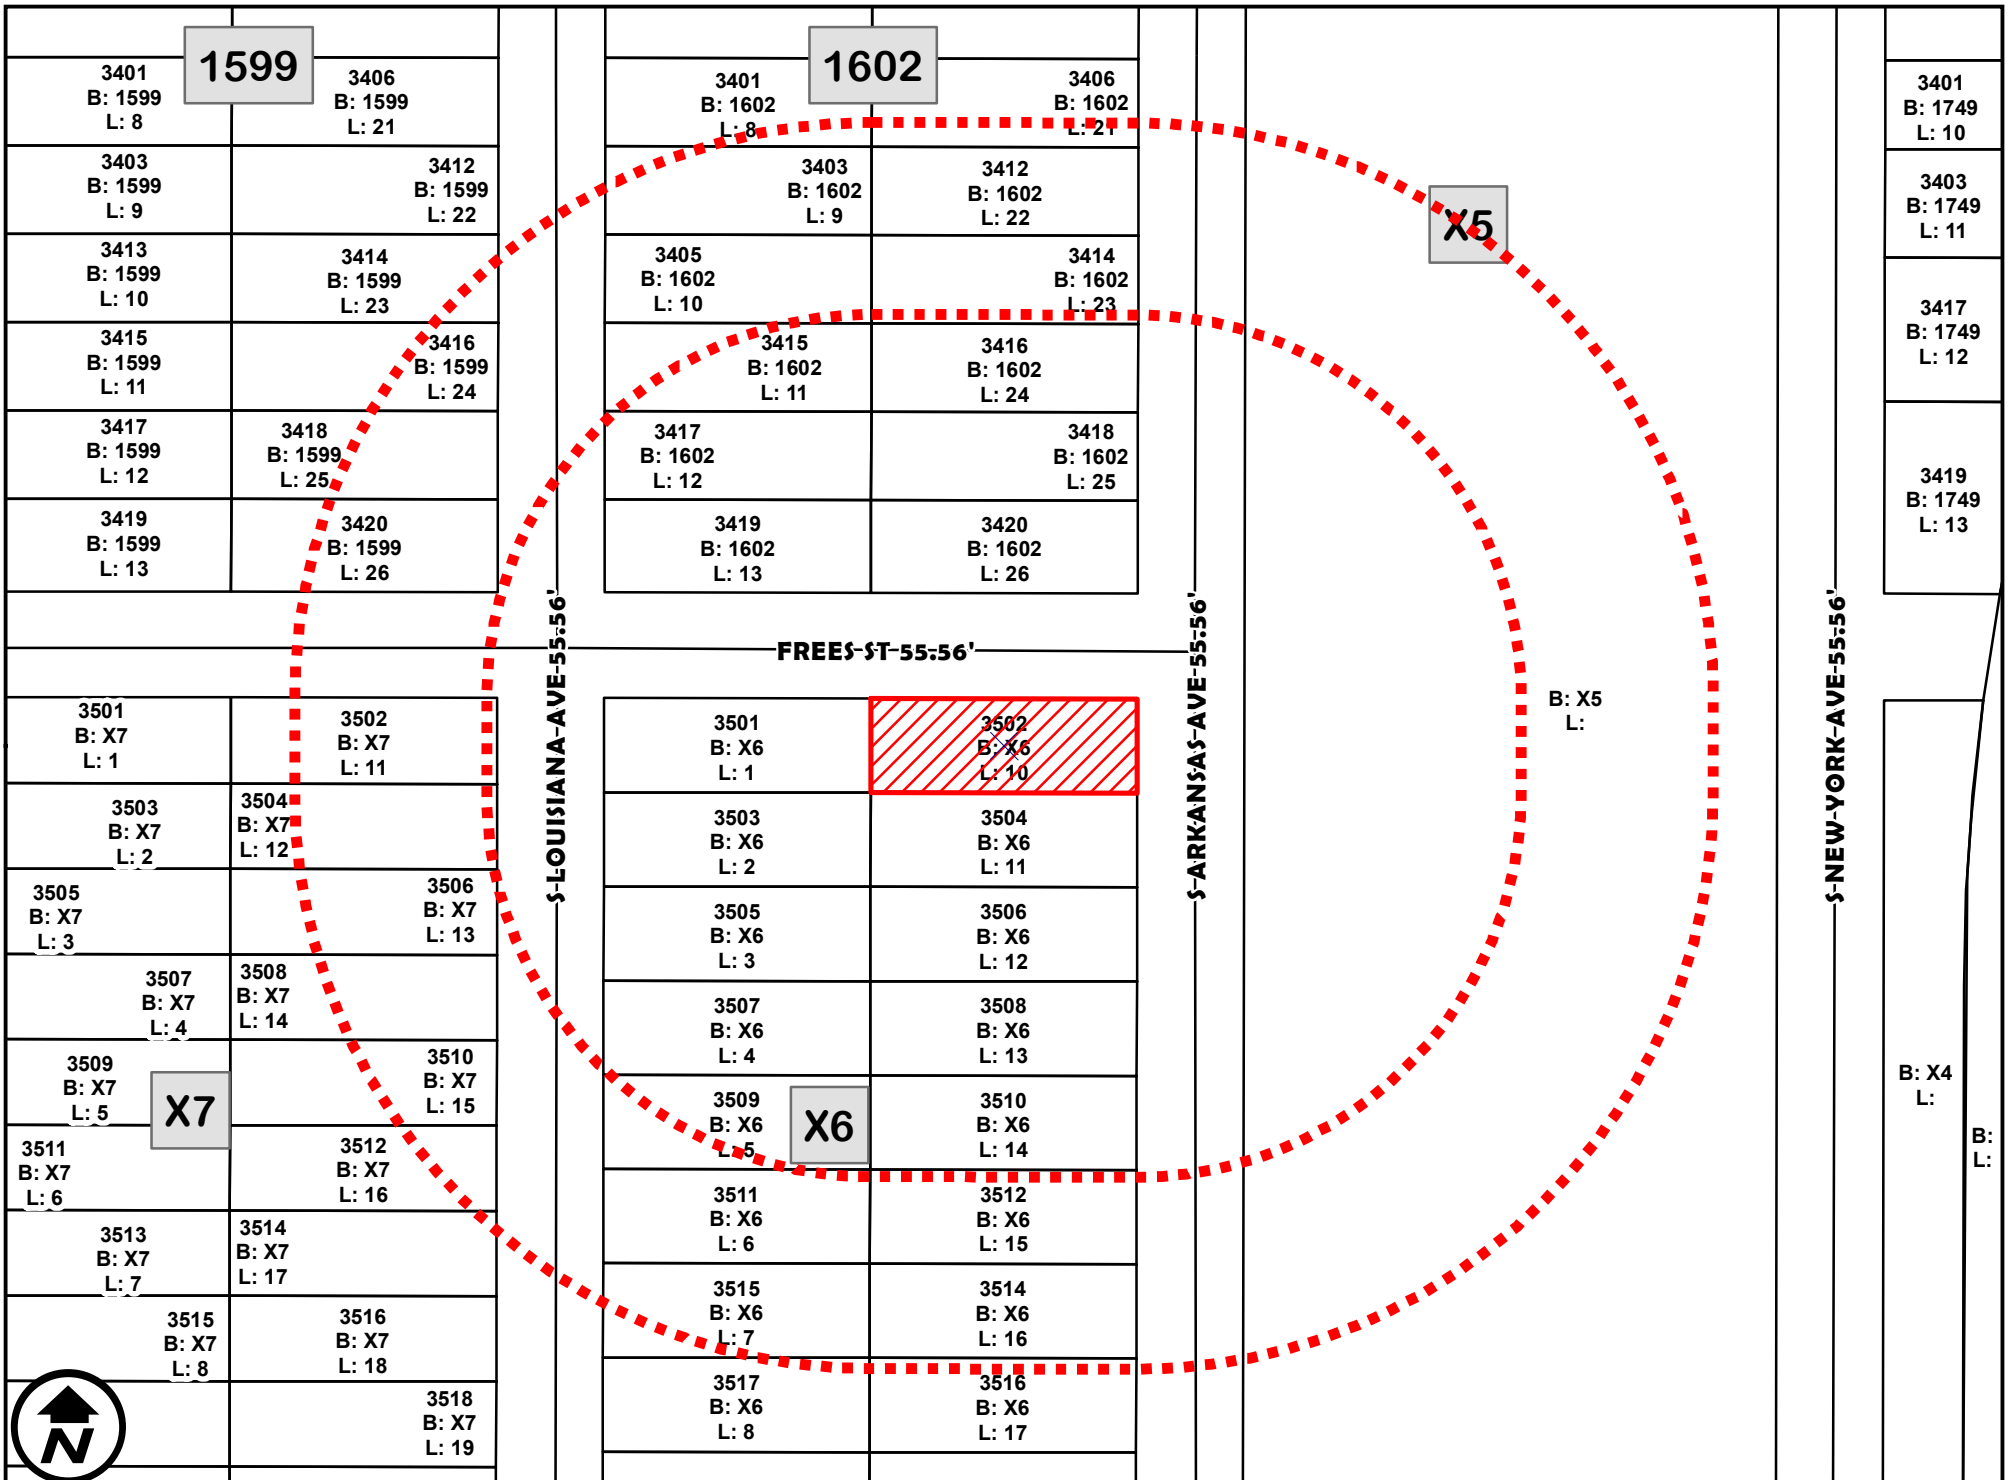 1599
3401
B: 1599
L: 8
3406
B: 1599
L: 21
3403
B: 1599
L: 9
3412
B: 1599
L: 22
3413
B: 1599
L: 10
3414
B: 1599
L: 23
3415
B: 1599
L: 11
3416
B: 1599
L: 24
3417
B: 1599
L: 12
3418
B: 1599
L: 25
3419
B: 1599
L: 13
3420
B: 1599
L: 26
1602
3401
B: 1602
L: 8
3406
B: 1602
L: 21
3403
B: 1602
L: 9
3412
B: 1602
L: 22
3405
B: 1602
L: 10
3414
B: 1602
L: 23
3415
B: 1602
L: 11
3416
B: 1602
L: 24
3417
B: 1602
L: 12
3418
B: 1602
L: 25
3419
B: 1602
L: 13
3420
B: 1602
L: 26
X5
3401
B: 1749
L: 10
3403
B: 1749
L: 11
3417
B: 1749
L: 12
3419
B: 1749
L: 13
FREES-ST-55.56'
S-LOUISIANA-AVE-55.56'
S-ARKANSAS-AVE-55.56'
S-NEW-YORK-AVE-55.56'
B: X5
L:
3501
B: X7
L: 1
3502
B: X7
L: 11
3503
B: X7
L: 2
3504
B: X7
L: 12
3505
B: X7
L: 3
3506
B: X7
L: 13
3507
B: X7
L: 4
3508
B: X7
L: 14
3509
B: X7
L: 5
X7
3510
B: X7
L: 15
3511
B: X7
L: 6
3512
B: X7
L: 16
3513
B: X7
L: 7
3514
B: X7
L: 17
3515
B: X7
L: 8
3516
B: X7
L: 18
3518
B: X7
L: 19
N
3501
B: X6
L: 1
3502
B: X6
L: 10
3503
B: X6
L: 2
3504
B: X6
L: 11
3505
B: X6
L: 3
3506
B: X6
L: 12
3507
B: X6
L: 4
3508
B: X6
L: 13
3509
B: X6
L: 5
X6
3510
B: X6
L: 14
3511
B: X6
L: 6
3512
B: X6
L: 15
3515
B: X6
L: 7
3514
B: X6
L: 16
3517
B: X6
L: 8
3516
B: X6
L: 17
B: X4
L:
B:
L: